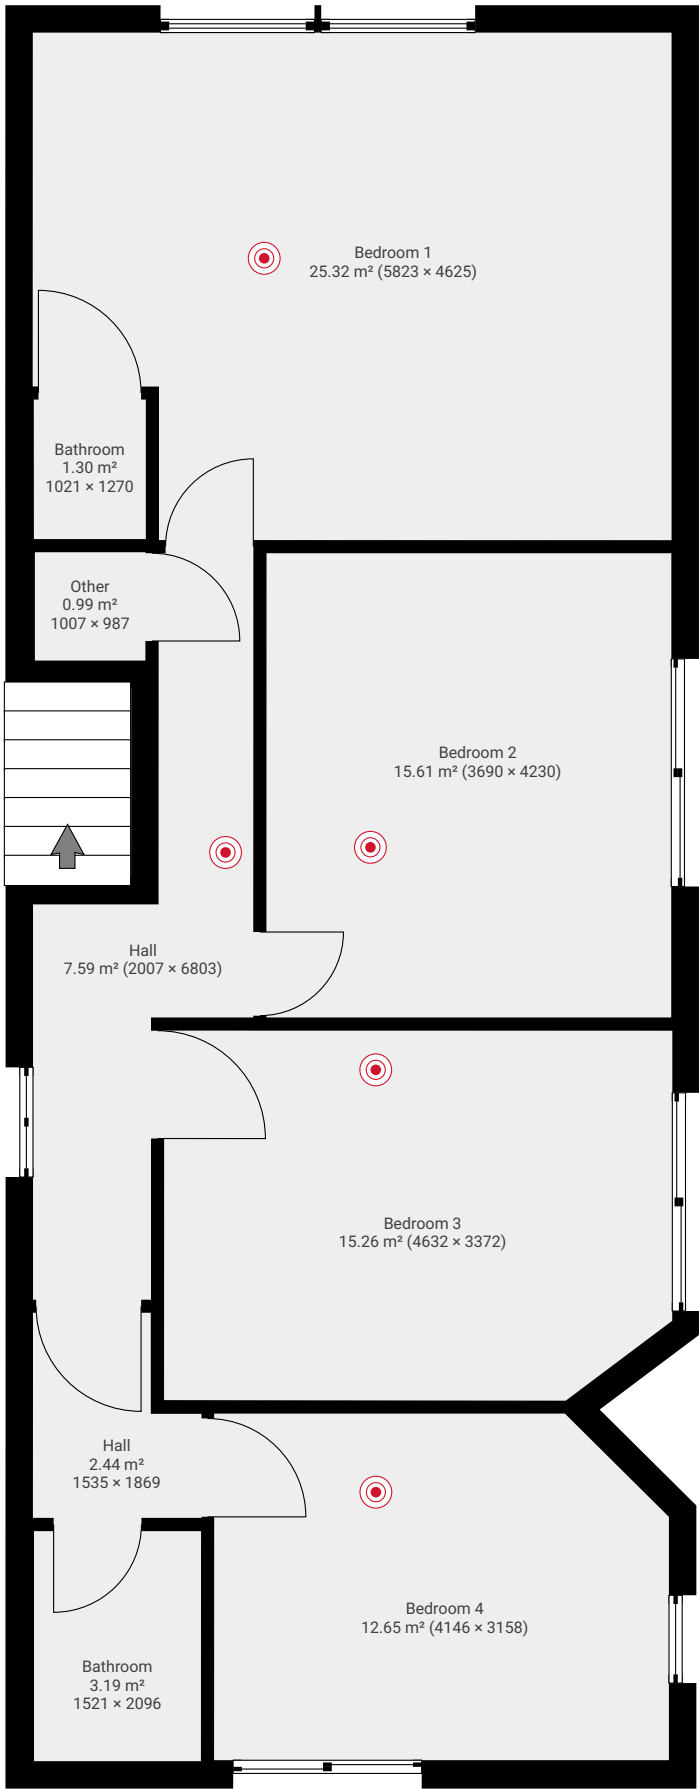 Bedroom 1
25.32 m² (5823 × 4625)
Bathroom
1.30 m²
1021 × 1270
Other
0.99 m²
1007 × 987
Bedroom 2
15.61 m² (3690 × 4230)
Hall
7.59 m² (2007 × 6803)
Bedroom 3
15.26 m² (4632 × 3372)
Hall
2.44 m²
1535 × 1869
Bedroom 4
12.65 m² (4146 × 3158)
Bathroom
3.19 m²
1521 × 2096